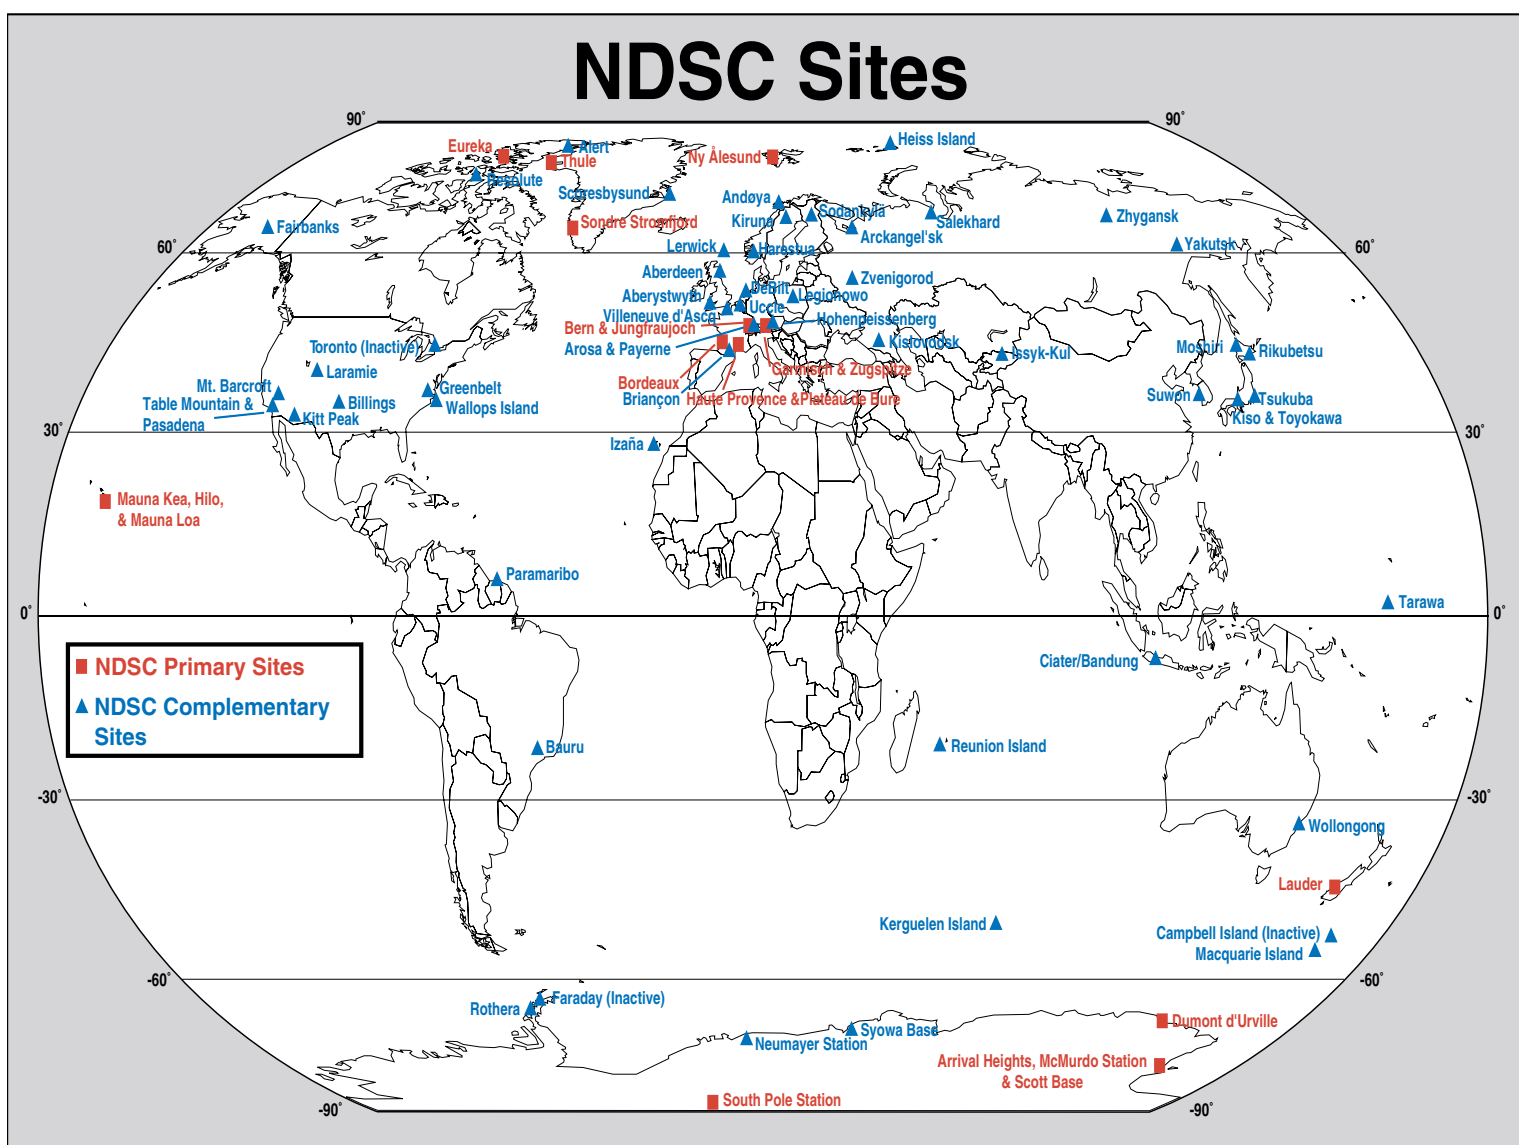 NDSC Sites
90°
90°
Eureka
Alert
Thule
Ny Ålesund
Heiss Island
Resolute
Scoresbysund
Andøya
Sodankylä
Salekhard
Zhygansk
Fairbanks
Sondre Stromfjord
Kiruna
Arckangel'sk
Yakutsk
60°
60°
Lerwick
Harestua
Aberdeen
Zvenigorod
DeBilt
Legionowo
Aberystwyth
Uccle
Villeneuve d'Ascq
Hohenpeissenberg
Bern & Jungfraujoch
Kislovodsk
Toronto (Inactive)
Arosa & Payerne
Issyk-Kul
Moshiri
Rikubetsu
Laramie
Garmisch & Zugspitze
Mt. Barcroft
Greenbelt
Bordeaux
Briançon
Haute Provence &Plateau de Bure
Suwon
Tsukuba
Table Mountain &
Pasadena
Billings
Wallops Island
Kitt Peak
Kiso & Toyokawa
30°
30°
Izaña
Mauna Kea, Hilo,
& Mauna Loa
Paramaribo
Tarawa
0°
0°
NDSC Primary Sites
NDSC Complementary
Sites
Ciater/Bandung
Bauru
Reunion Island
-30°
-30°
Wollongong
Lauder
Kerguelen Island
Campbell Island (Inactive)
Macquarie Island
-60°
-60°
Faraday (Inactive)
Rothera
Dumont d'Urville
Syowa Base
Neumayer Station
Arrival Heights, McMurdo Station
& Scott Base
South Pole Station
-90°
-90°